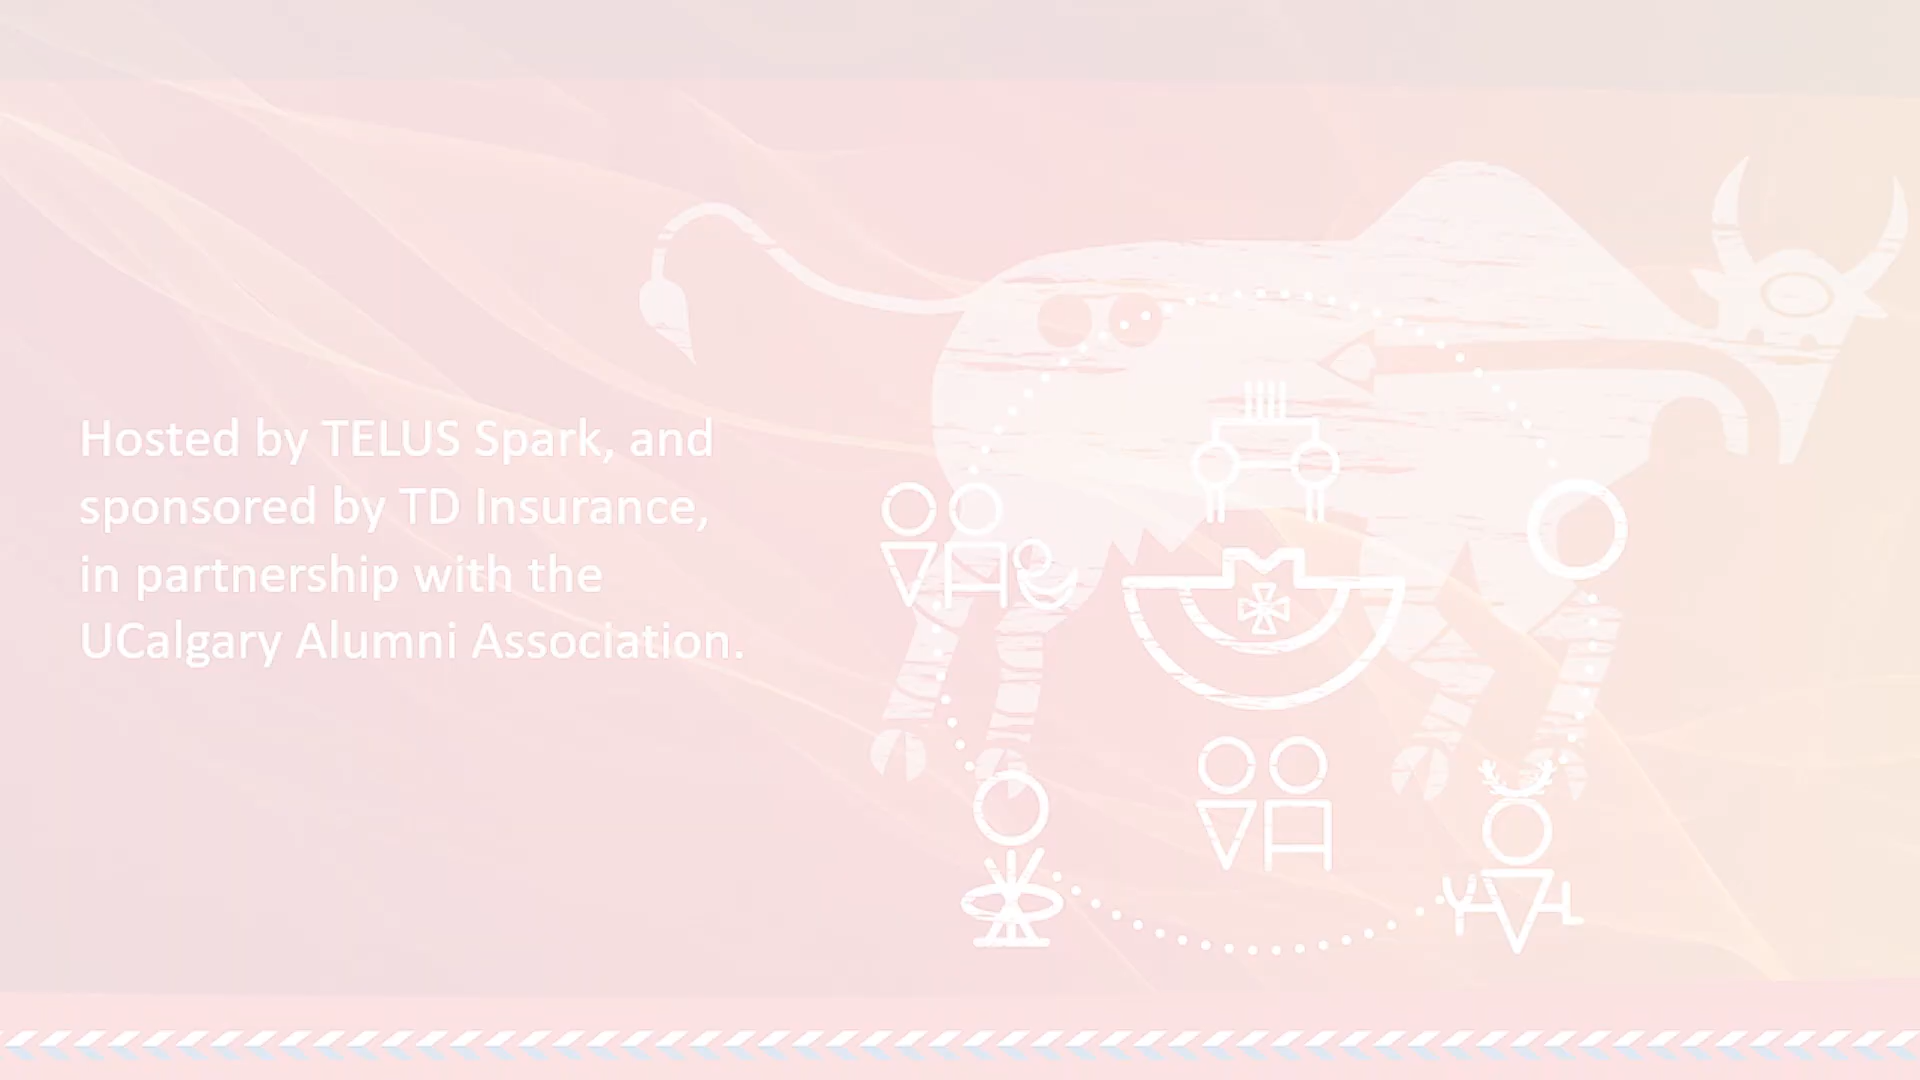 Hosted by TELUS Spark, and
sponsored by TD Insurance,
in partnership with the
UCalgary Alumni Association.